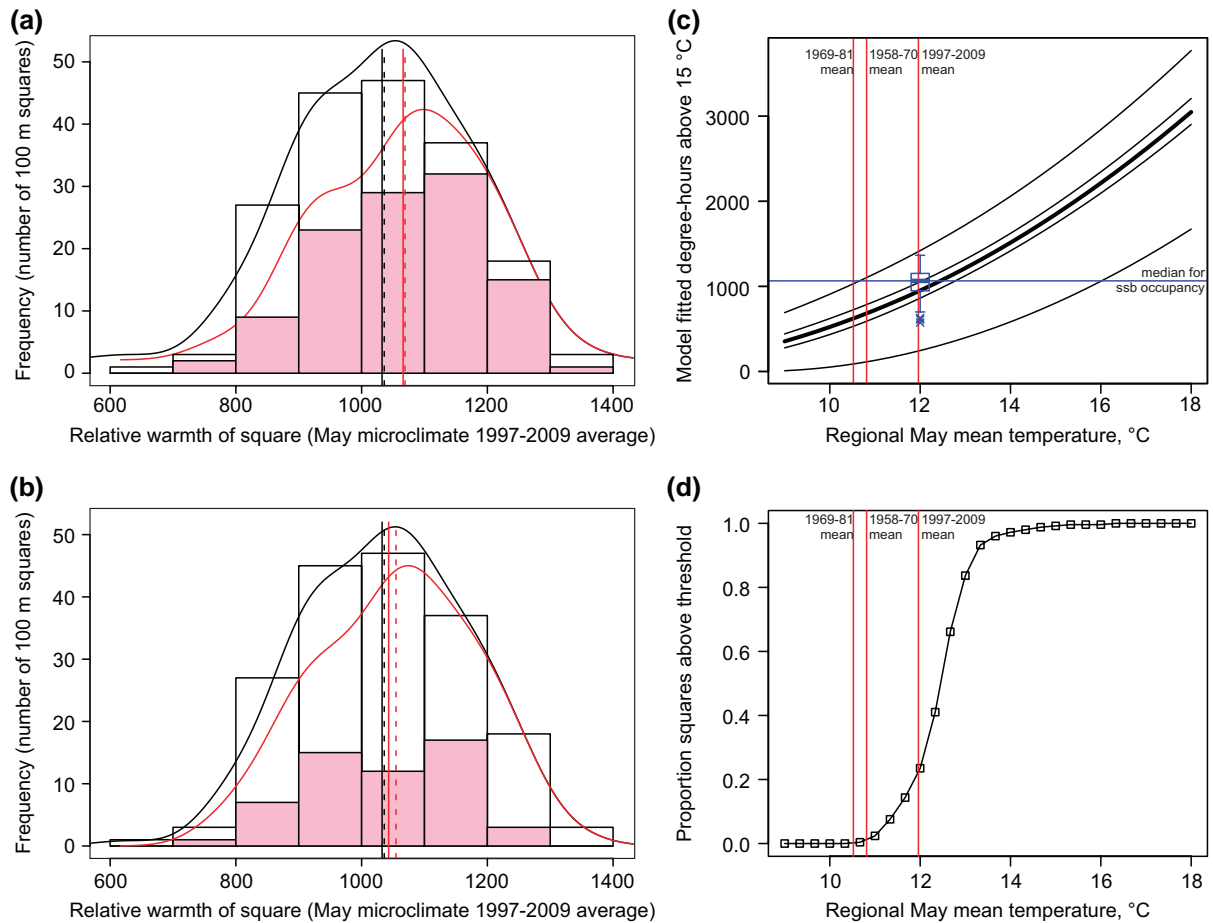 (a)
Frequency (number of 100 m squares)
50
40
30
20
10
0
600
800
1000
1200
1400
Relative warmth of square (May microclimate 1997-2009 average)
(b)
Frequency (number of 100 m squares)
50
40
30
20
10
0
600
800
1000
1200
1400
Relative warmth of square (May microclimate 1997-2009 average)
(c)
Model fitted degree-hours above 15 °C
3000
2000
1000
0
1969-81
mean
1958-70
mean
1997-2009
mean
median for
ssb occupancy
10
12
14
16
18
Regional May mean temperature, °C
(d)
Proportion squares above threshold
1.0
0.8
0.6
0.4
0.2
0.0
1969-81
mean
1958-70
mean
1997-2009
mean
10
12
14
16
18
Regional May mean temperature, °C